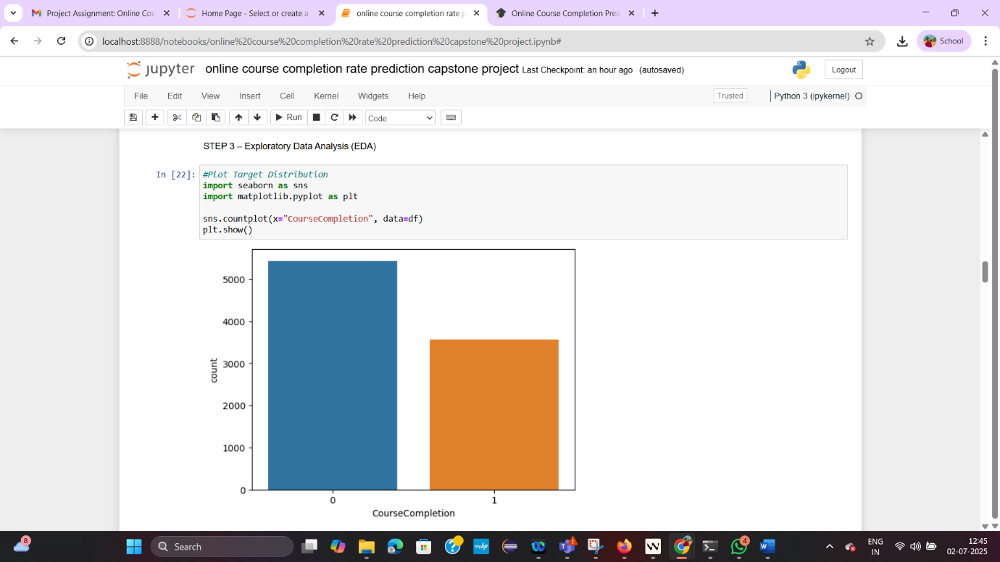 Project Assignment: Online Cou
Home Page - Select or create a
online course completion rate p
Online Course Completion Pred
localhost:8888/notebooks/online%20course%20completion%20rate%20prediction%20capstone%20project.ipynb#
School
jupyter online course completion rate prediction capstone project Last Checkpoint: an hour ago (autosaved)
Logout
File Edit View Insert Cell Kernel Widgets Help
Trusted
Python 3 (ipykernel)
Run
Code
STEP 3 – Exploratory Data Analysis (EDA)
In [22]: #Plot Target Distribution
import seaborn as sns
import matplotlib.pyplot as plt
sns.countplot(x="CourseCompletion", data=df)
plt.show()
5000
4000
3000
2000
1000
0
count
0 1
CourseCompletion
8
Search
mvhp
4
ENG
IN
12:45
02-07-2025